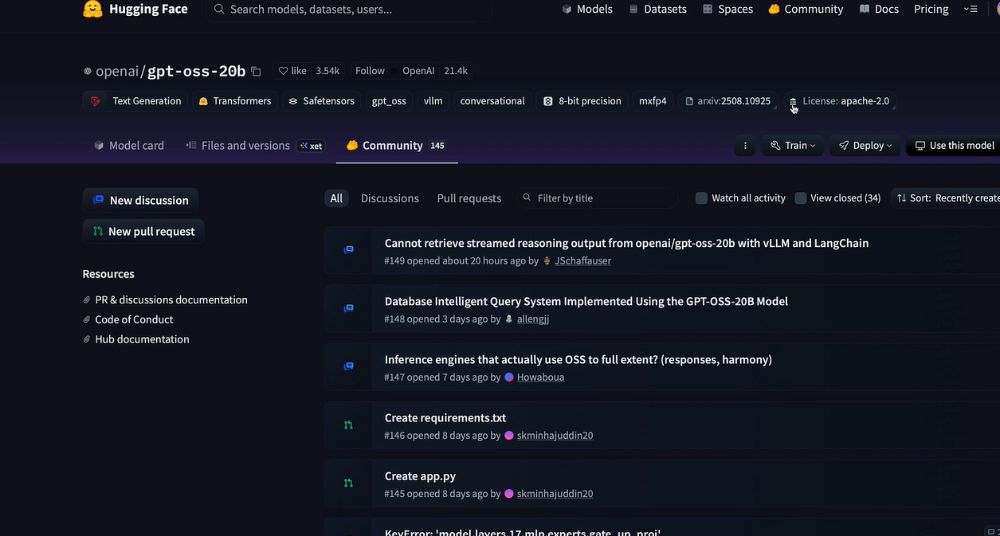 Hugging Face Search models, datasets, users... Models Datasets Spaces Community Docs Pricing
openai/gpt-oss-20b like 3.54k Follow OpenAI 21.4k
Text Generation Transformers Safetensors gpt_oss vllm conversational 8-bit precision mxfp4 arxiv:2508.10925 License: apache-2.0
Model card Files and versions xet Community 145 Train Deploy Use this model
New discussion
New pull request
Resources
PR & discussions documentation
Code of Conduct
Hub documentation
All Discussions Pull requests Filter by title Watch all activity View closed (34) Sort: Recently create
Cannot retrieve streamed reasoning output from openai/gpt-oss-20b with vLLM and LangChain
#149 opened about 20 hours ago by JSchaffauser
Database Intelligent Query System Implemented Using the GPT-OSS-20B Model
#148 opened 3 days ago by allengjj
Inference engines that actually use OSS to full extent? (responses, harmony)
#147 opened 7 days ago by Howaboua
Create requirements.txt
#146 opened 8 days ago by skminhajuddin20
Create app.py
#145 opened 8 days ago by skminhajuddin20
KeyError: 'model.layers.17.mlp.experts.gate_up_proj'